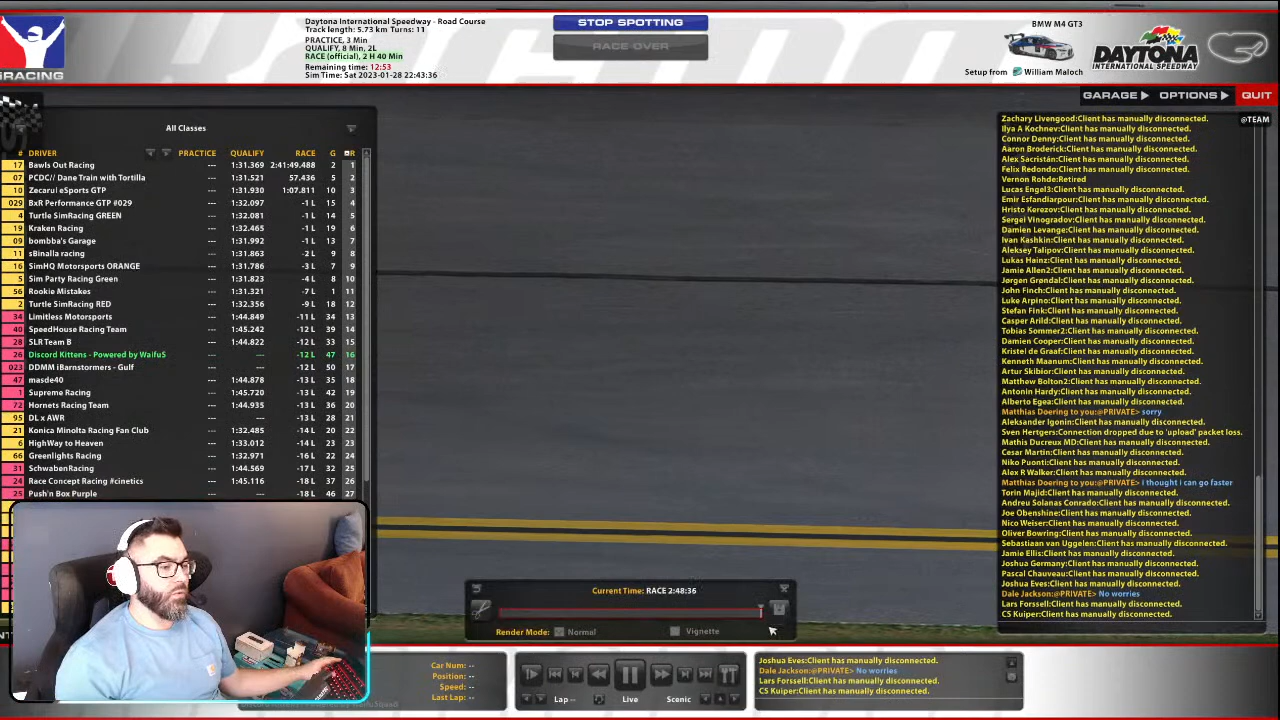 iRACING
Daytona International Speedway - Road Course
Track length: 5.73 km Turns: 11
PRACTICE, 3 Min
QUALIFY, 8 Min, 2L
RACE (official), 2 H 40 Min
Remaining time: 12:53
Sim Time: Sat 2023-01-28 22:43:36
STOP SPOTTING
RACE OVER
BMW M4 GT3
Setup from William Maloch
DAYTONA
INTERNATIONAL SPEEDWAY
GARAGE OPTIONS QUIT
All Classes
# DRIVER PRACTICE QUALIFY RACE G R
17 Bawls Out Racing --- 1:31.369 2:41:49.488 2 1
07 PCDC// Dane Train with Tortilla --- 1:31.521 57.436 5 2
10 Zecarul eSports GTP --- 1:31.930 1:07.811 10 3
029 BxR Performance GTP #029 --- 1:32.097 -1 L 15 4
4 Turtle SimRacing GREEN --- 1:32.081 -1 L 14 5
19 Kraken Racing --- 1:32.465 -1 L 19 6
09 bombba's Garage --- 1:31.992 -1 L 13 7
11 sBinalla racing --- 1:31.863 -2 L 9 8
16 SimHQ Motorsports ORANGE --- 1:31.786 -3 L 7 9
5 Sim Party Racing Green --- 1:31.823 -4 L 8 10
56 Rookie Mistakes --- 1:31.321 -7 L 1 11
2 Turtle SimRacing RED --- 1:32.356 -9 L 18 12
34 Limitless Motorsports --- 1:44.849 -11 L 34 13
40 SpeedHouse Racing Team --- 1:45.242 -12 L 39 14
28 SLR Team B --- 1:44.822 -12 L 33 15
26 Discord Kittens - Powered by WaifuS --- --- -12 L 47 16
023 DDMM iBarnstormers - Gulf --- --- -12 L 50 17
47 masde40 --- 1:44.878 -13 L 35 18
1 Supreme Racing --- 1:45.720 -13 L 42 19
72 Hornets Racing Team --- 1:44.935 -13 L 36 20
95 DL x AWR --- --- -13 L 28 21
21 Konica Minolta Racing Fan Club --- 1:32.485 -14 L 20 22
6 HighWay to Heaven --- 1:33.012 -14 L 23 23
66 Greenlights Racing --- 1:32.971 -16 L 22 24
31 SchwabenRacing --- 1:44.569 -17 L 32 25
24 Race Concept Racing #cinetics --- 1:45.116 -18 L 37 26
25 Push'n Box Purple --- --- -18 L 46 27
@TEAM
Zachary Livengood:Client has manually disconnected.
Ilya A Kochnev:Client has manually disconnected.
Connor Denny:Client has manually disconnected.
Aaron Broderick:Client has manually disconnected.
Alex Sacristán:Client has manually disconnected.
Felix Redondo:Client has manually disconnected.
Vernon Rohde:Retired
Lucas Engel3:Client has manually disconnected.
Emir Esfandiarpour:Client has manually disconnected.
Hristo Kerezov:Client has manually disconnected.
Sergei Vinogradov:Client has manually disconnected.
Damien Levange:Client has manually disconnected.
Ivan Kashkin:Client has manually disconnected.
Aleksey Talipov:Client has manually disconnected.
Lukas Hainz:Client has manually disconnected.
Jamie Allen2:Client has manually disconnected.
Jørgen Grøndal:Client has manually disconnected.
John Finch:Client has manually disconnected.
Luke Arpino:Client has manually disconnected.
Stefan Fink:Client has manually disconnected.
Casper Arild:Client has manually disconnected.
Tobias Sommer2:Client has manually disconnected.
Damien Cooper:Client has manually disconnected.
Kristel de Graaf:Client has manually disconnected.
Kenneth Maanum:Client has manually disconnected.
Artur Skibior:Client has manually disconnected.
Matthew Bolton2:Client has manually disconnected.
Antonin Hardy:Client has manually disconnected.
Alberto Egea:Client has manually disconnected.
Matthias Doering to you:@PRIVATE> sorry
Aleksander Igonin:Client has manually disconnected.
Sven Hertgers:Connection dropped due to 'upload' packet loss.
Mathis Ducreux MD:Client has manually disconnected.
Cesar Martin:Client has manually disconnected.
Niko Puonti:Client has manually disconnected.
Alex R Walker:Client has manually disconnected.
Matthias Doering to you:@PRIVATE> i thought i can go faster
Torin Majid:Client has manually disconnected.
Andreu Solanas Conrado:Client has manually disconnected.
Joe Obenshine:Client has manually disconnected.
Nico Weiser:Client has manually disconnected.
Oliver Bowring:Client has manually disconnected.
Sebastiaan van Uggelen:Client has manually disconnected.
Jamie Ellis:Client has manually disconnected.
Joshua Germany:Client has manually disconnected.
Pascal Chauveau:Client has manually disconnected.
Joshua Eves:Client has manually disconnected.
Dale Jackson:@PRIVATE> No worries
Lars Forssell:Client has manually disconnected.
CS Kuiper:Client has manually disconnected.
Current Time: RACE 2:48:36
Render Mode: Normal Vignette
Car Num: --
Position: --
Speed: --
Last Lap: --
Lap -- Live Scenic
Joshua Eves:Client has manually disconnected.
Dale Jackson:@PRIVATE> No worries
Lars Forssell:Client has manually disconnected.
CS Kuiper:Client has manually disconnected.